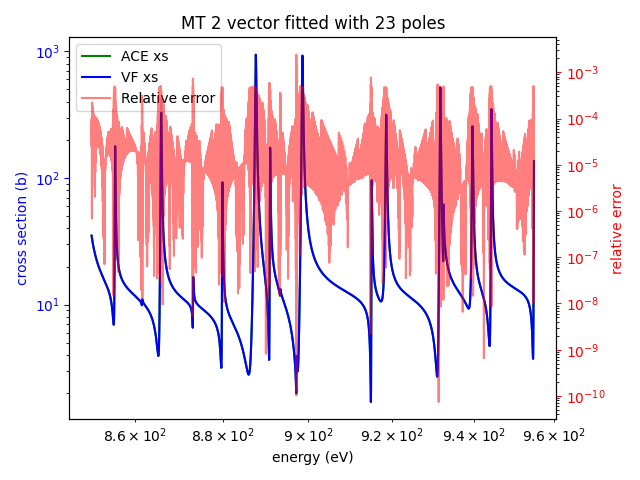 MT 2 vector fitted with 23 poles
ACE xs
VF xs
Relative error
10³
10²
10¹
cross section (b)
10⁻³
10⁻⁴
10⁻⁵
10⁻⁶
10⁻⁷
10⁻⁸
10⁻⁹
10⁻¹⁰
relative error
8.6 × 10² 8.8 × 10² 9 × 10² 9.2 × 10² 9.4 × 10² 9.6 × 10²
energy (eV)